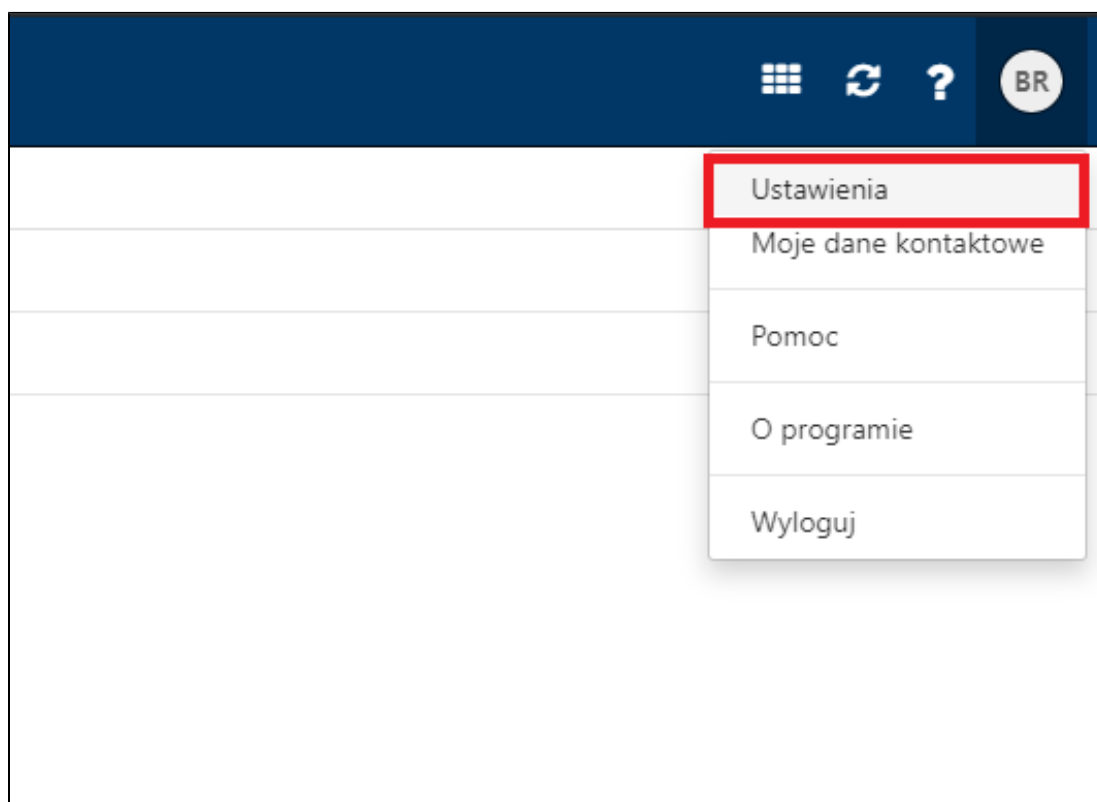 BR
Ustawienia
Moje dane kontaktowe
Pomoc
O programie
Wyloguj